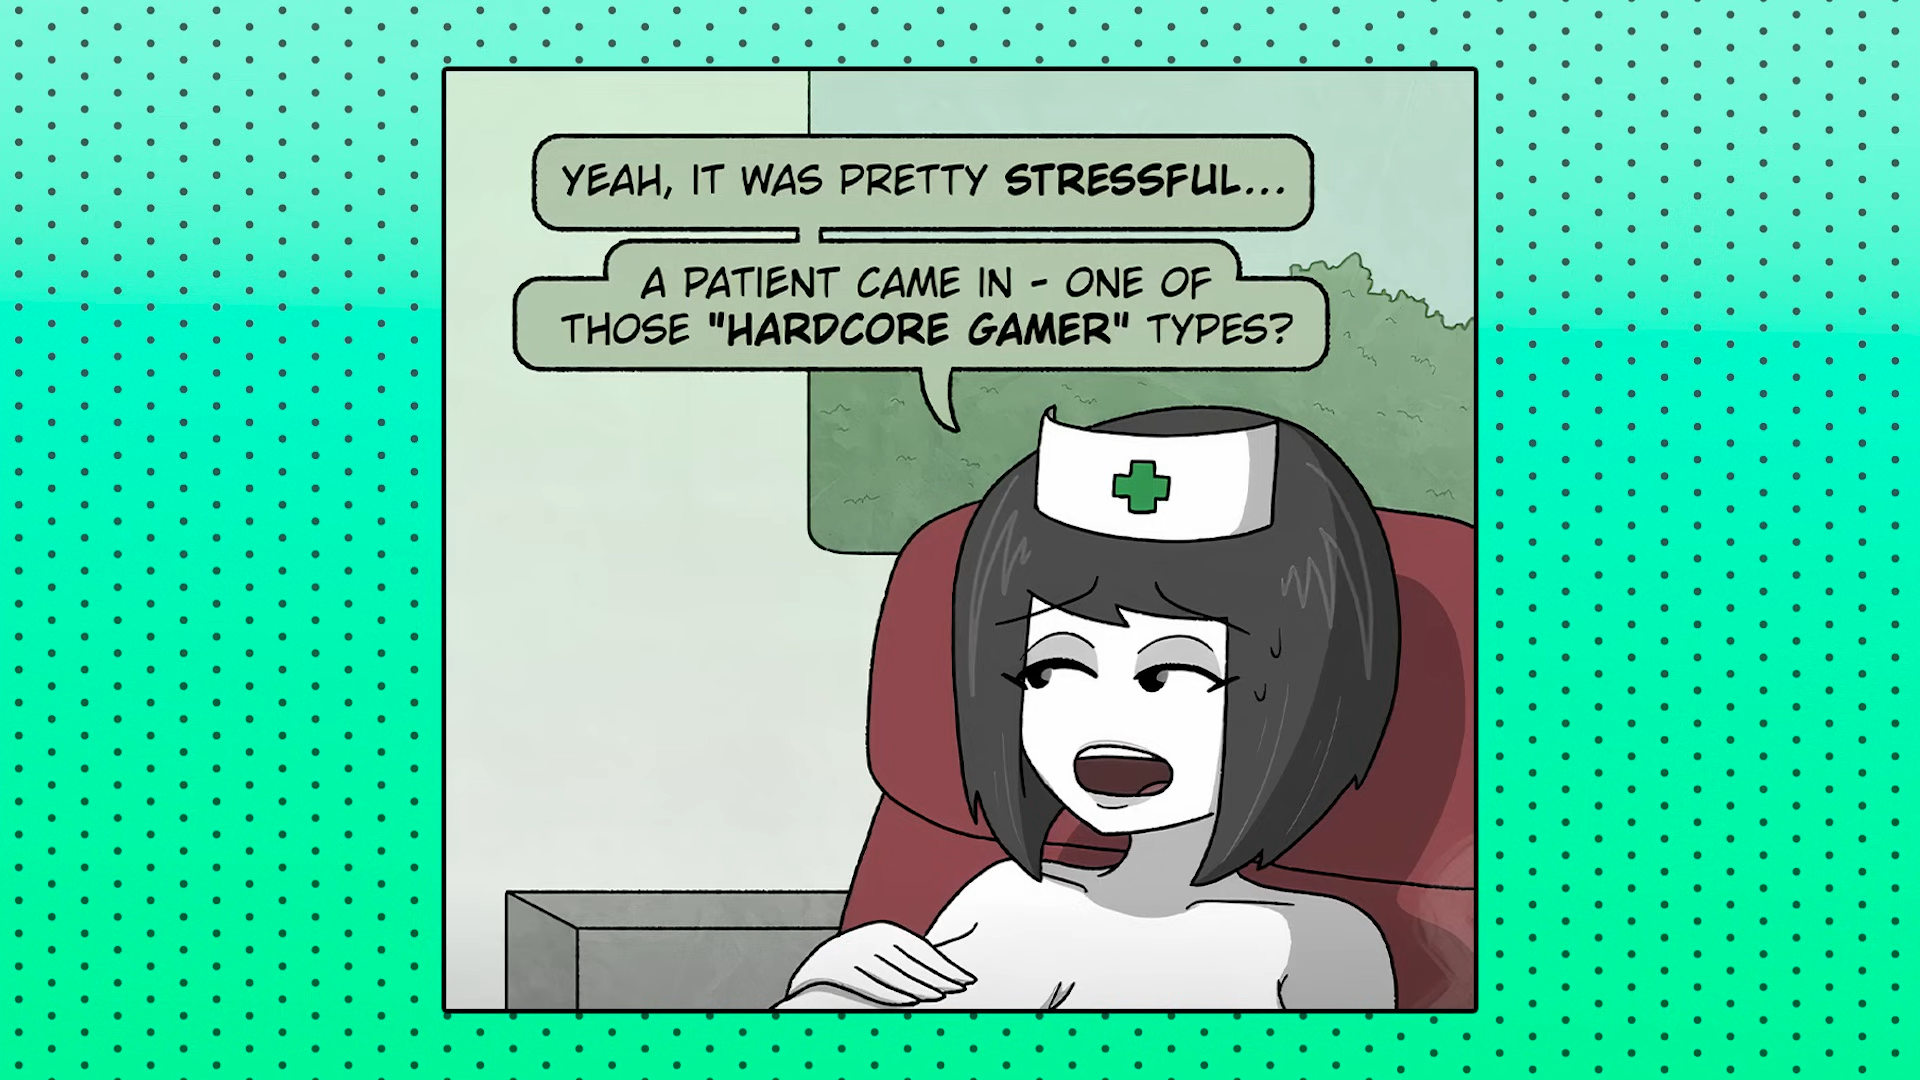 YEAH, IT WAS PRETTY STRESSFUL...
A PATIENT CAME IN - ONE OF
THOSE "HARDCORE GAMER" TYPES?